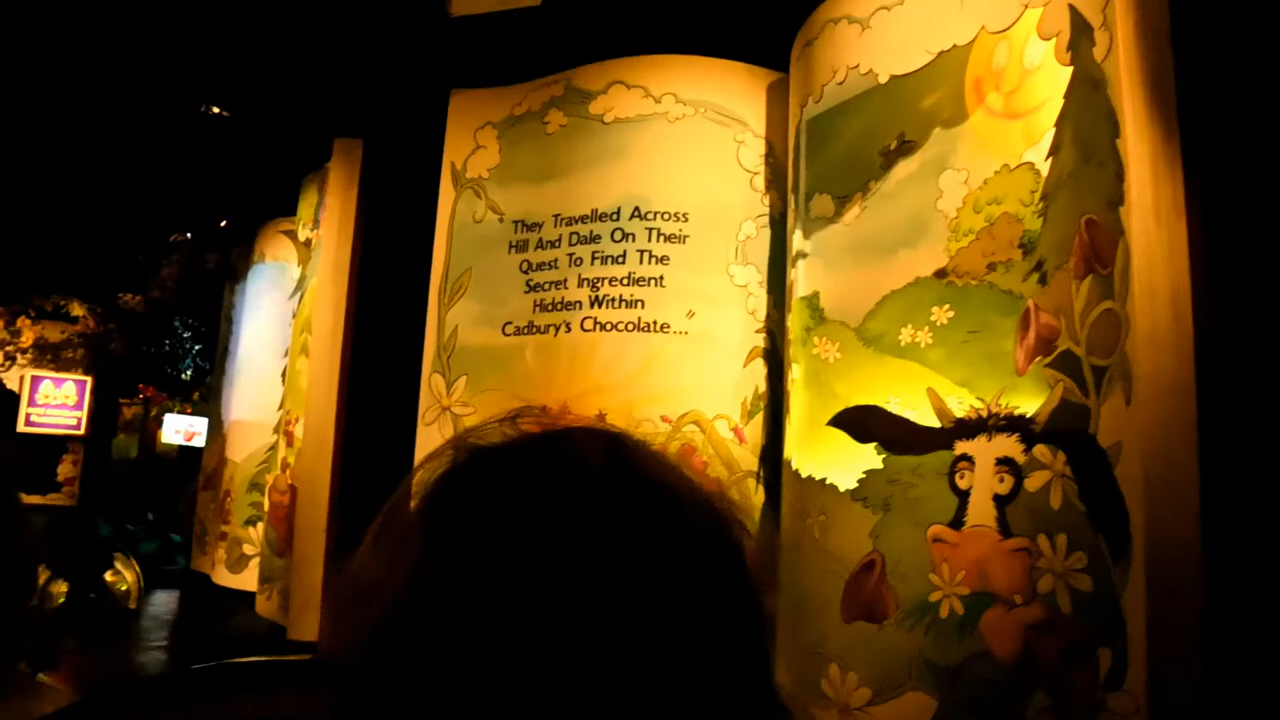 "They Travelled Across
Hill And Dale On Their
Quest To Find The
Secret Ingredient
Hidden Within
Cadbury's Chocolate..."